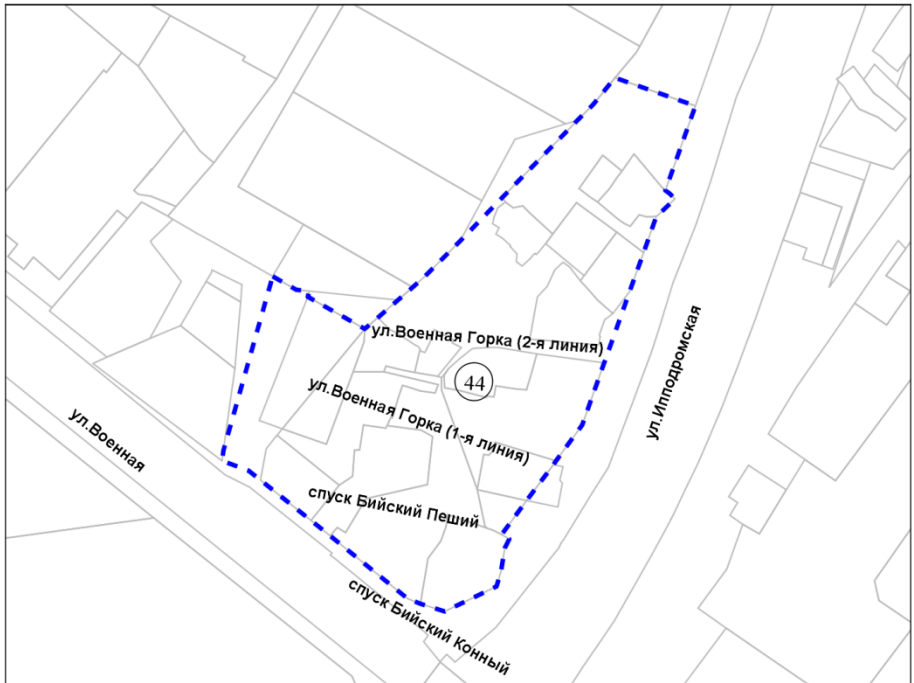 ул.Военная Горка (2-я линия)
44
ул.Ипподромская
ул.Военная Горка (1-я линия)
ул.Военная
спуск Бийский Пеший
спуск Бийский Конный